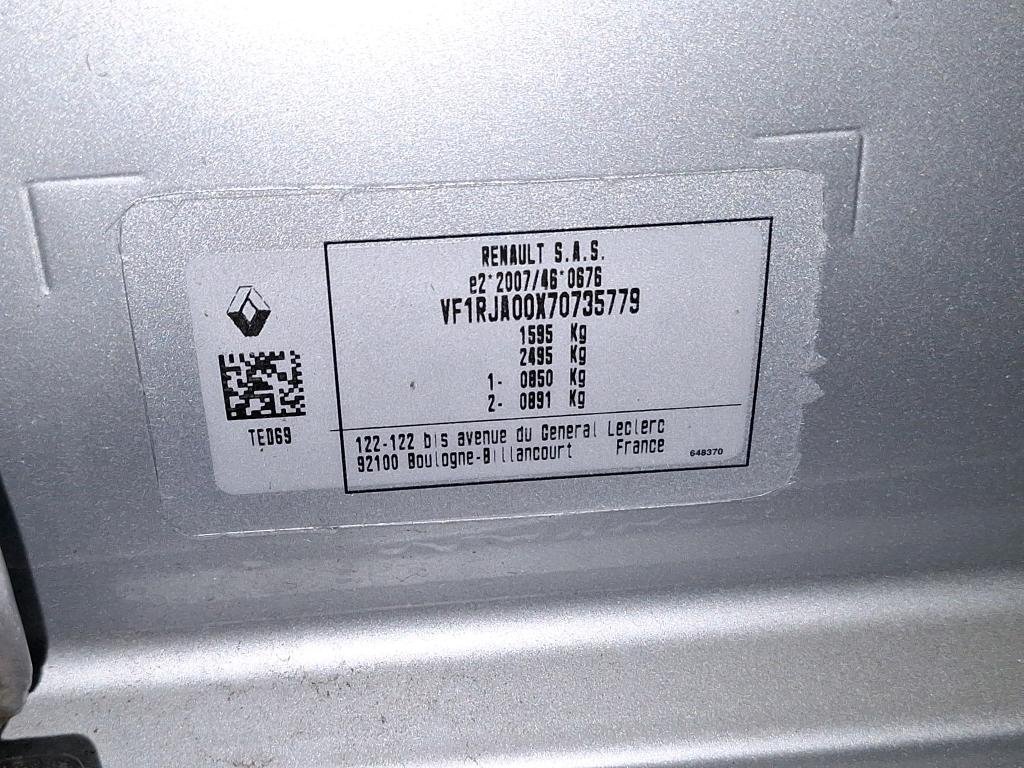 RENAULT S.A.S.
e2*2007/46*0676
VF1RJA00X70735779
1595 Kg
2495 Kg
1- 0850 Kg
2- 0891 Kg
TED69
122-122 bis avenue du General Leclerc
92100 Boulogne-Billancourt France
648370